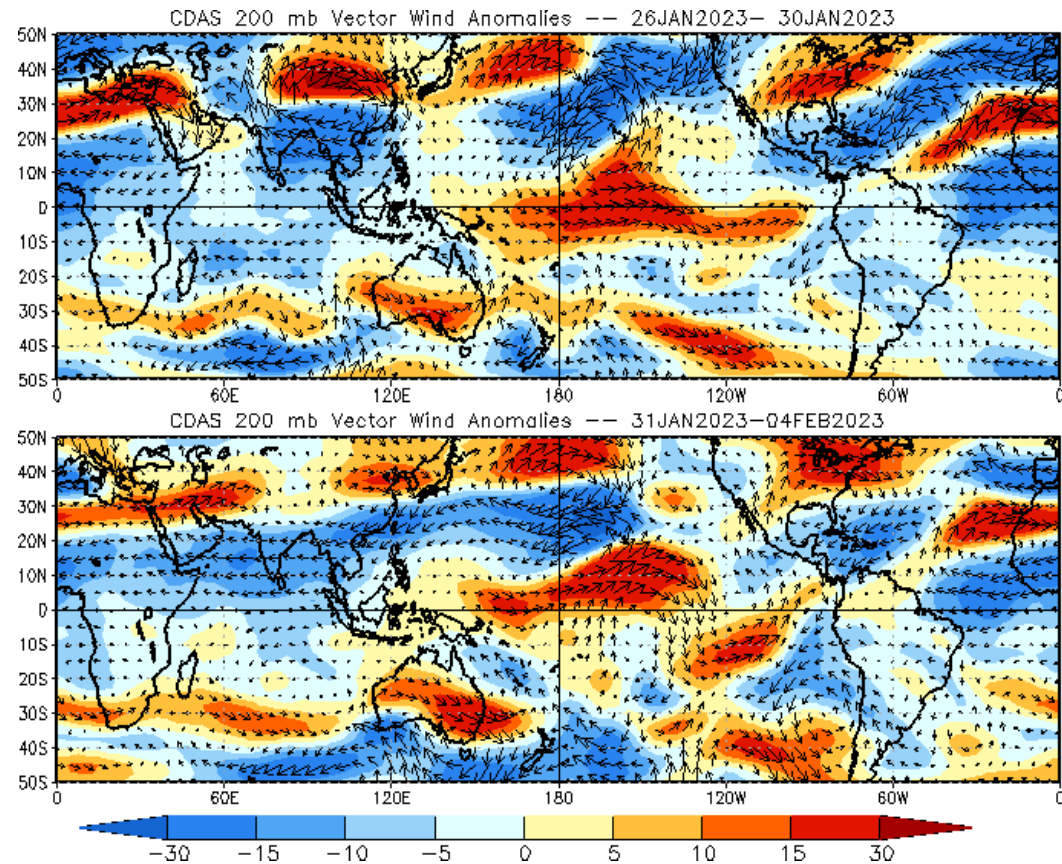 CDAS 200 mb Vector Wind Anomalies -- 26JAN2023- 30JAN2023
50N
40N
30N
20N
10N
0
10S
20S
30S
40S
50S
0 60E 120E 180 120W 60W 0
CDAS 200 mb Vector Wind Anomalies -- 31JAN2023-04FEB2023
50N
40N
30N
20N
10N
0
10S
20S
30S
40S
50S
0 60E 120E 180 120W 60W 0
-30 -15 -10 -5 0 5 10 15 30